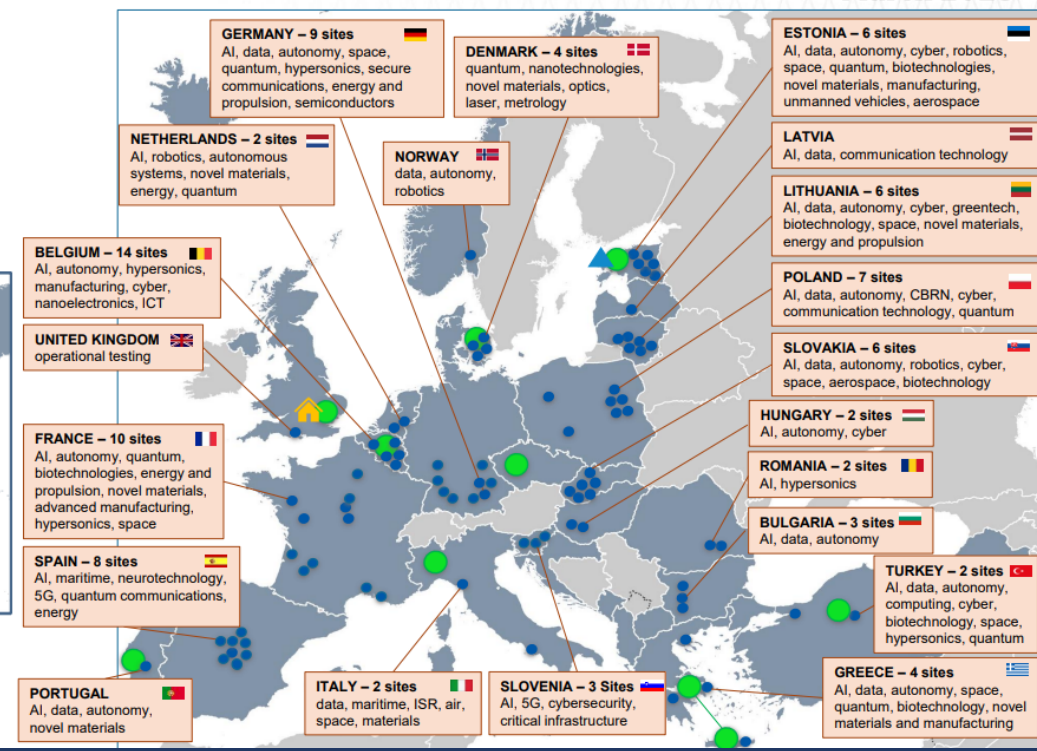 GERMANY – 9 sites
AI, data, autonomy, space,
quantum, hypersonics, secure
communications, energy and
propulsion, semiconductors
DENMARK – 4 sites
quantum, nanotechnologies,
novel materials, optics,
laser, metrology
ESTONIA – 6 sites
AI, data, autonomy, cyber, robotics,
space, quantum, biotechnologies,
novel materials, manufacturing,
unmanned vehicles, aerospace
NETHERLANDS – 2 sites
AI, robotics, autonomous
systems, novel materials,
energy, quantum
NORWAY
data, autonomy,
robotics
LATVIA
AI, data, communication technology
LITHUANIA – 6 sites
AI, data, autonomy, cyber, greentech,
biotechnology, space, novel materials,
energy and propulsion
BELGIUM – 14 sites
AI, autonomy, hypersonics,
manufacturing, cyber,
nanoelectronics, ICT
POLAND – 7 sites
AI, data, autonomy, CBRN, cyber,
communication technology, quantum
UNITED KINGDOM
operational testing
SLOVAKIA – 6 sites
AI, data, autonomy, robotics, cyber,
space, aerospace, biotechnology
HUNGARY – 2 sites
AI, autonomy, cyber
FRANCE – 10 sites
AI, autonomy, quantum,
biotechnologies, energy and
propulsion, novel materials,
advanced manufacturing,
hypersonics, space
ROMANIA – 2 sites
AI, hypersonics
BULGARIA – 3 sites
AI, data, autonomy
SPAIN – 8 sites
AI, maritime, neurotechnology,
5G, quantum communications,
energy
TURKEY – 2 sites
AI, data, autonomy,
computing, cyber,
biotechnology, space,
hypersonics, quantum
PORTUGAL
AI, data, autonomy,
novel materials
ITALY – 2 sites
data, maritime, ISR, air,
space, materials
SLOVENIA – 3 Sites
AI, 5G, cybersecurity,
critical infrastructure
GREECE – 4 sites
AI, data, autonomy, space,
quantum, biotechnology, novel
materials and manufacturing